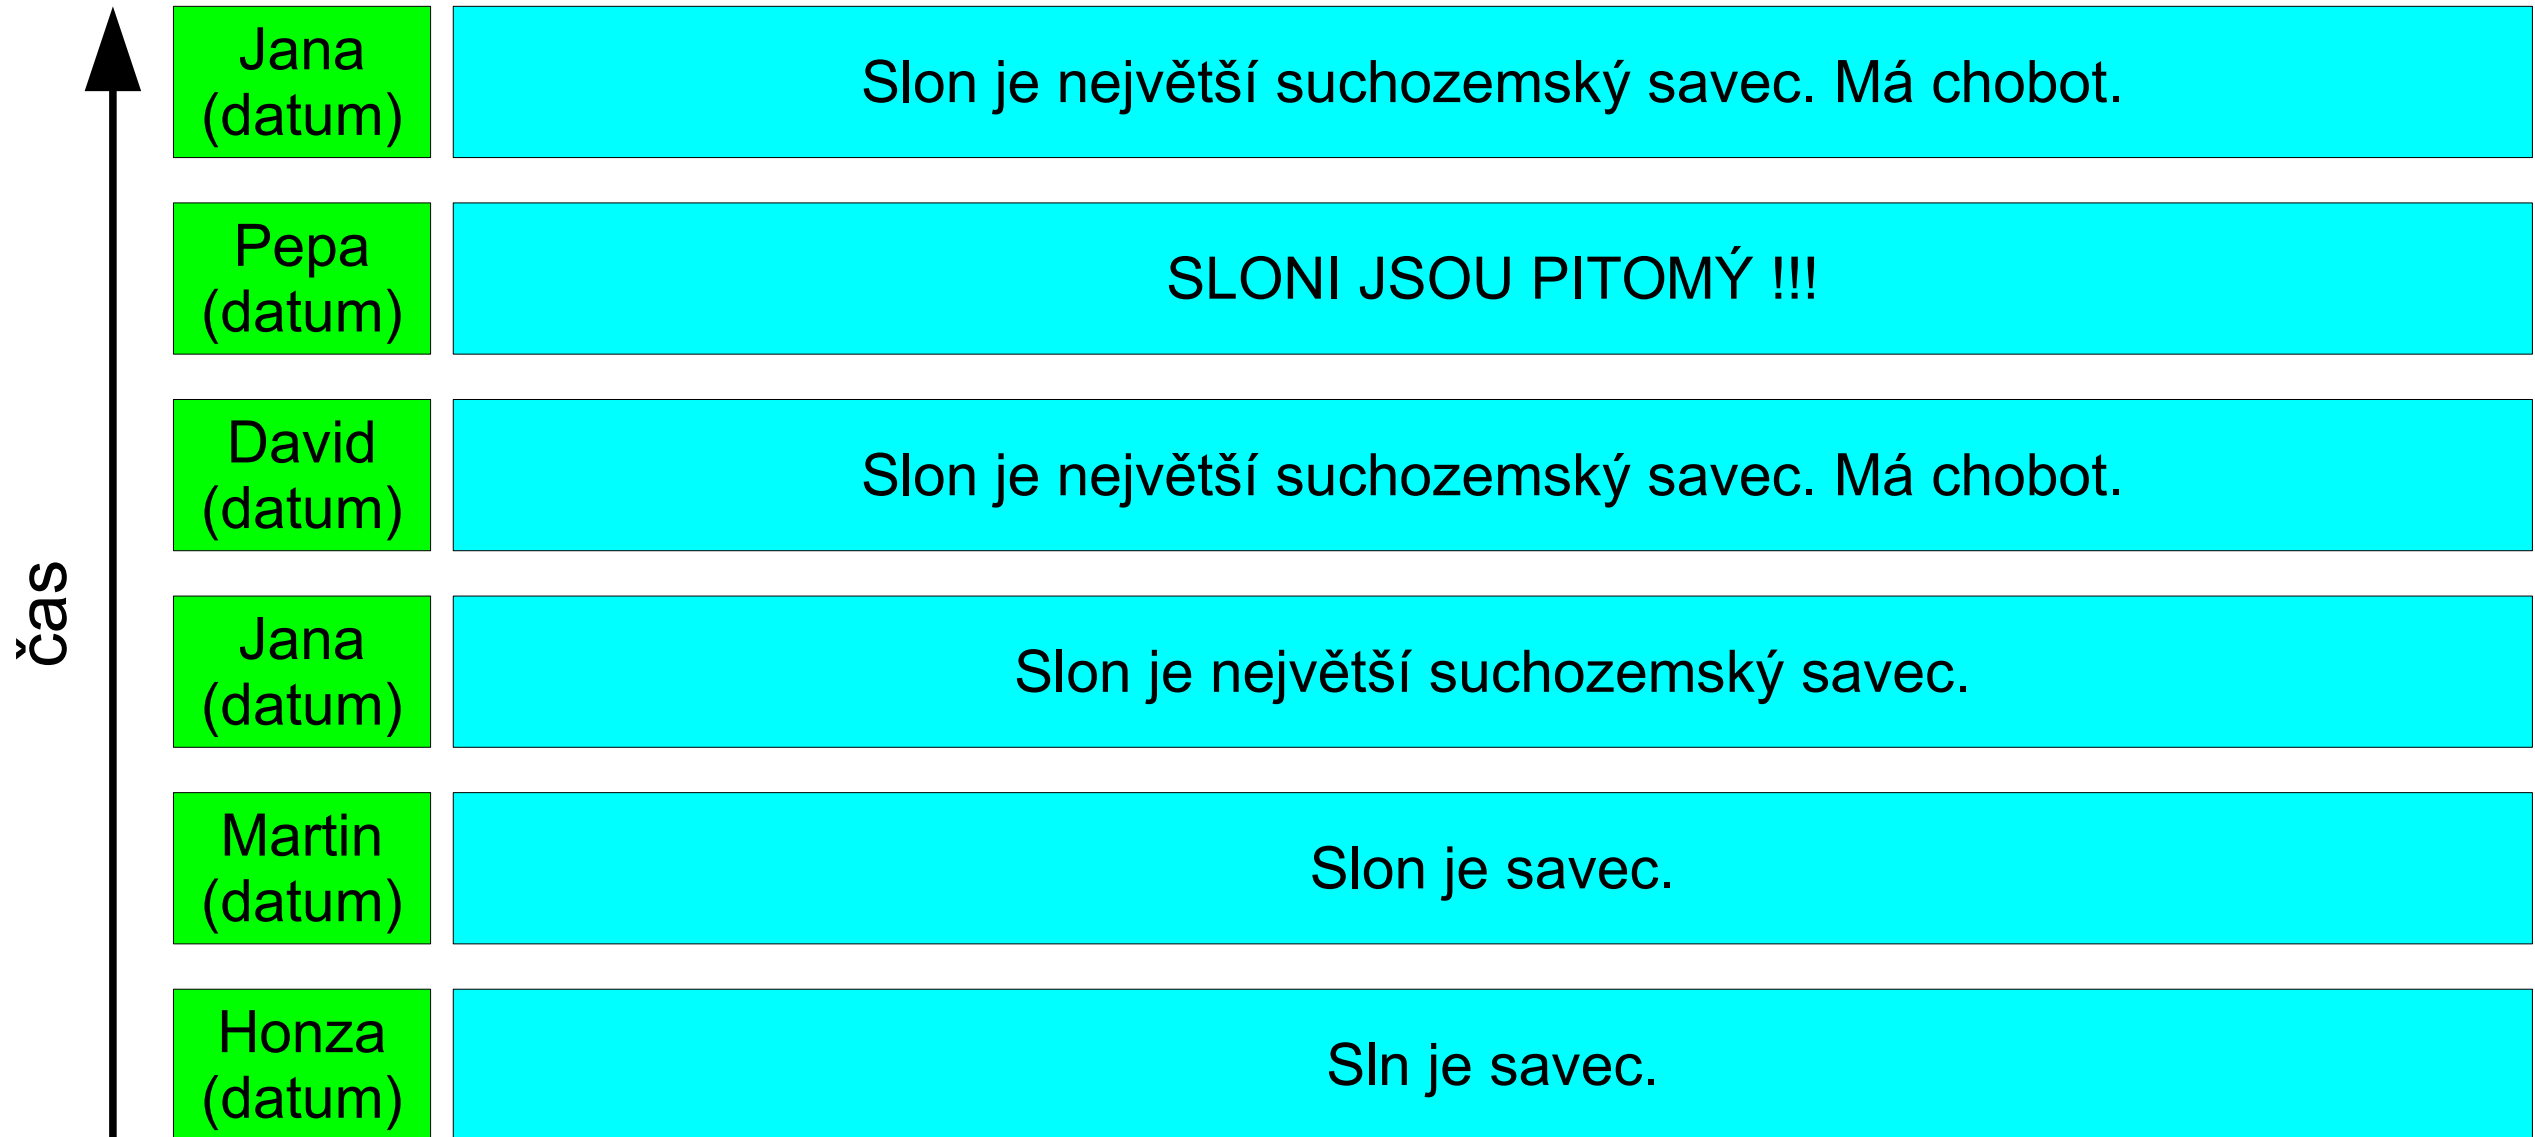 Jana
(datum)
Slon je největší suchozemský savec. Má chobot.
Pepa
(datum)
SLONI JSOU PITOMÝ !!!
David
(datum)
Slon je největší suchozemský savec. Má chobot.
čas
Jana
(datum)
Slon je největší suchozemský savec.
Martin
(datum)
Slon je savec.
Honza
(datum)
Sln je savec.